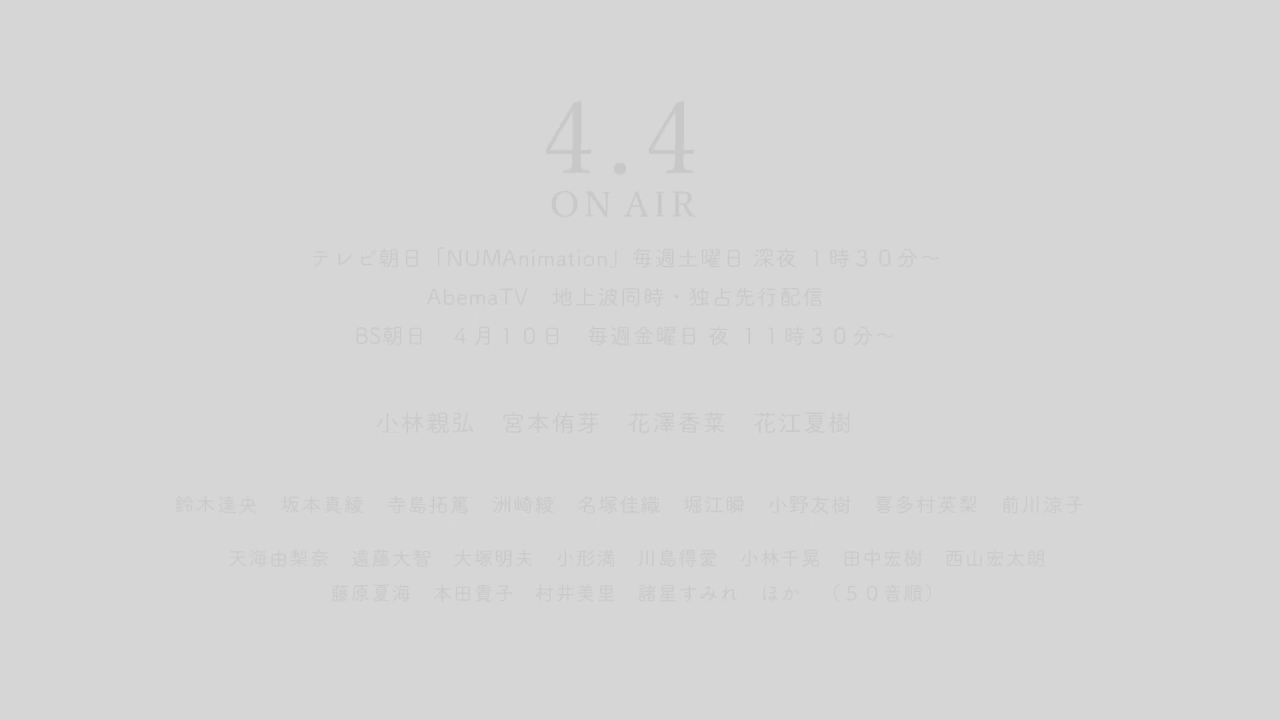 4.4
ON AIR
テレビ朝日「NUMAnimation」毎週土曜日 深夜 １時３０分〜
AbemaTV　地上波同時・独占先行配信
BS朝日　４月１０日　毎週金曜日 夜 １１時３０分〜
小林親弘　宮本侑芽　花澤香菜　花江夏樹
鈴木達央　坂本真綾　寺島拓篤　洲崎綾　名塚佳織　堀江瞬　小野友樹　喜多村英梨　前川涼子
天海由梨奈　遠藤大智　大塚明夫　小形満　川島得愛　小林千晃　田中宏樹　西山宏太朗
藤原夏海　本田貴子　村井美里　諸星すみれ　ほか　（５０音順）